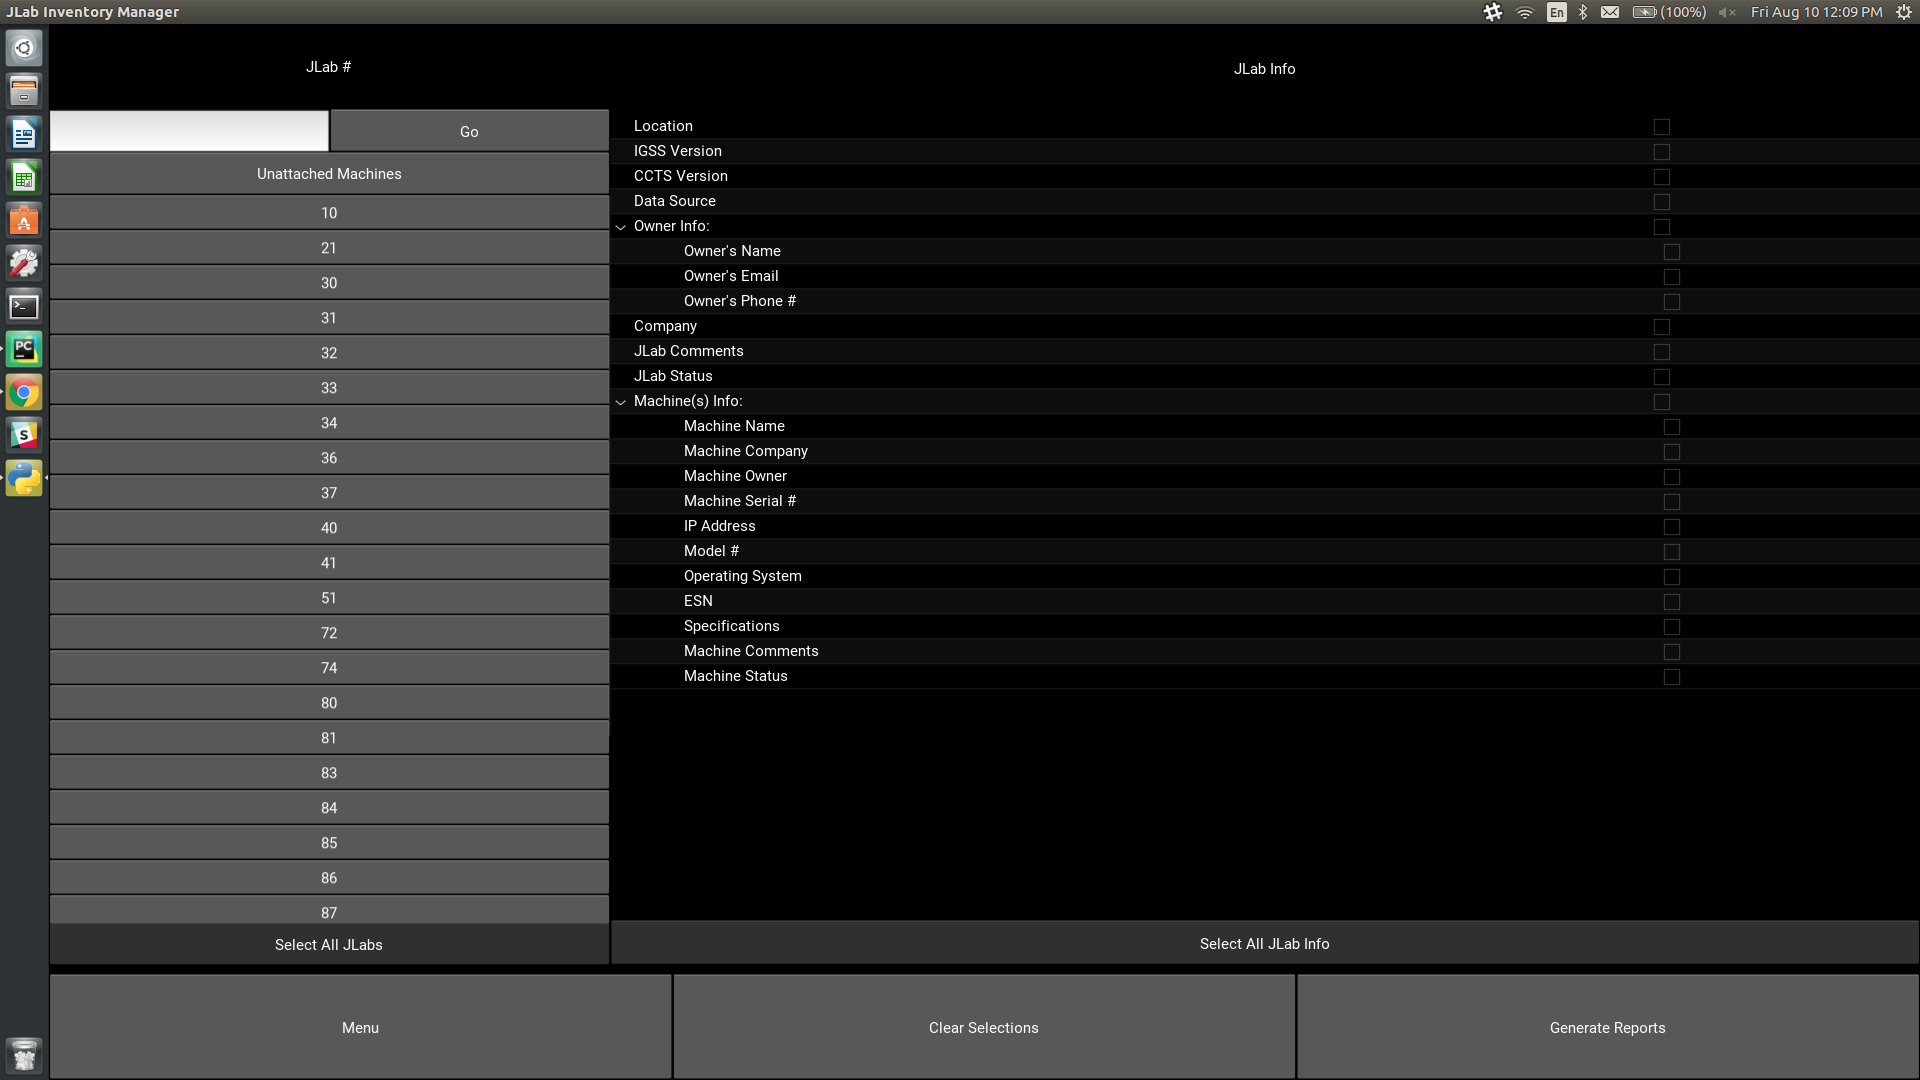 JLab Inventory Manager
En
(100%)
Fri Aug 10 12:09 PM
JLab #
JLab Info
Go
Unattached Machines
10
21
30
31
32
33
34
36
37
40
41
51
72
74
80
81
83
84
85
86
87
Select All JLabs
Location
IGSS Version
CCTS Version
Data Source
Owner Info:
Owner's Name
Owner's Email
Owner's Phone #
Company
JLab Comments
JLab Status
Machine(s) Info:
Machine Name
Machine Company
Machine Owner
Machine Serial #
IP Address
Model #
Operating System
ESN
Specifications
Machine Comments
Machine Status
Select All JLab Info
Menu
Clear Selections
Generate Reports
PC
S